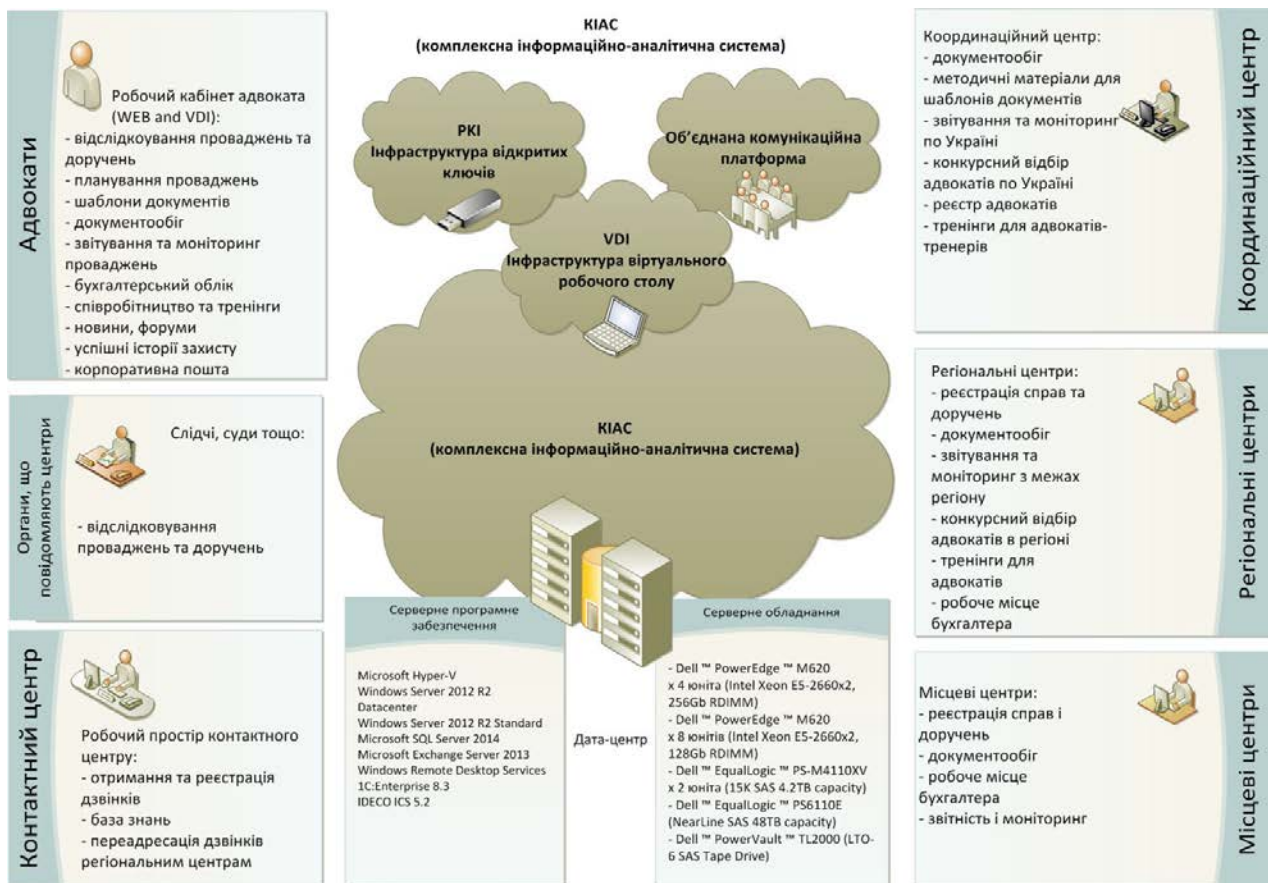 КІАС
(комплексна інформаційно-аналітична система)
Адвокати
Робочий кабінет адвоката
(WEB and VDI):
- відслідкоування проваджень та
доручень
- планування проваджень
- шаблони документів
- документообіг
- звітування та моніторинг
проваджень
- бухгалтерський облік
- співробітництво та тренінги
- новини, форуми
- успішні історії захисту
- корпоративна пошта
Органи, що
повідомляють центри
Слідчі, суди тощо:
- відслідковування
проваджень та доручень
Контактний центр
Робочий простір контактного
центру:
- отримання та реєстрація
дзвінків
- база знань
- переадресація дзвінків
регіональним центрам
PKI
Інфраструктура відкритих
ключів
Об'єднана комунікаційна
платформа
VDI
Інфраструктура віртуального
робочого столу
КІАС
(комплексна інформаційно-аналітична система)
Серверне програмне
забезпечення
Microsoft Hyper-V
Windows Server 2012 R2
Datacenter
Windows Server 2012 R2 Standard
Microsoft SQL Server 2014
Microsoft Exchange Server 2013
Windows Remote Desktop Services
1C:Enterprise 8.3
IDECO ICS 5.2
Дата-центр
Серверне обладнання
- Dell ™ PowerEdge ™ M620
x 4 юніта (Intel Xeon E5-2660x2,
256Gb RDIMM)
- Dell ™ PowerEdge ™ M620
x 8 юнітів (Intel Xeon E5-2660x2,
128Gb RDIMM)
- Dell ™ EqualLogic ™ PS-M4110XV
x 2 юніта (15K SAS 4.2TB capacity)
- Dell ™ EqualLogic ™ PS6110E
(NearLine SAS 48TB capacity)
- Dell ™ PowerVault ™ TL2000 (LTO-
6 SAS Tape Drive)
Координаційний центр
Координаційний центр:
- документообіг
- методичні матеріали для
шаблонів документів
- звітування та моніторинг
по Україні
- конкурсний відбір
адвокатів по Україні
- реєстр адвокатів
- тренінги для адвокатів-
тренерів
Регіональні центри
Регіональні центри:
- реєстрація справ та
доручень
- документообіг
- звітування та
моніторинг з межах
регіону
- конкурсний відбір
адвокатів в регіоні
- тренінги для
адвокатів
- робоче місце
бухгалтера
Місцеві центри
Місцеві центри:
- реєстрація справ і
доручень
- документообіг
- робоче місце
бухгалтера
- звітність і моніторинг